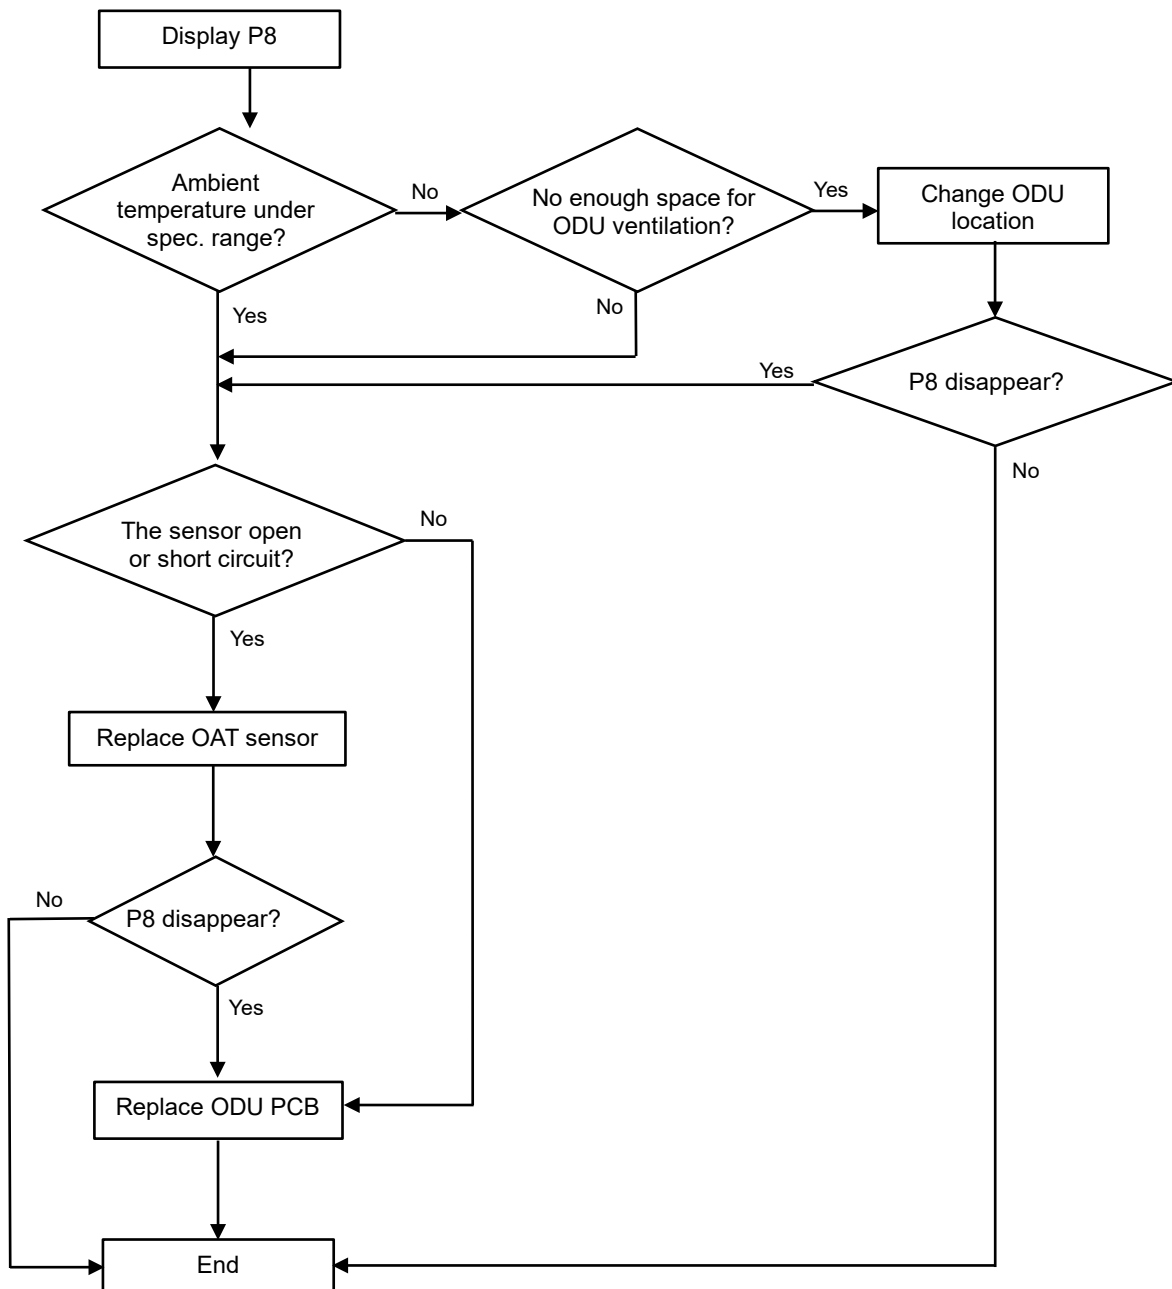 Display P8
Ambient
temperature under
spec. range?
No
No enough space for
ODU ventilation?
Yes
Change ODU
location
Yes
No
Yes
P8 disappear?
No
The sensor open
or short circuit?
No
Yes
Replace OAT sensor
No
P8 disappear?
Yes
Replace ODU PCB
End